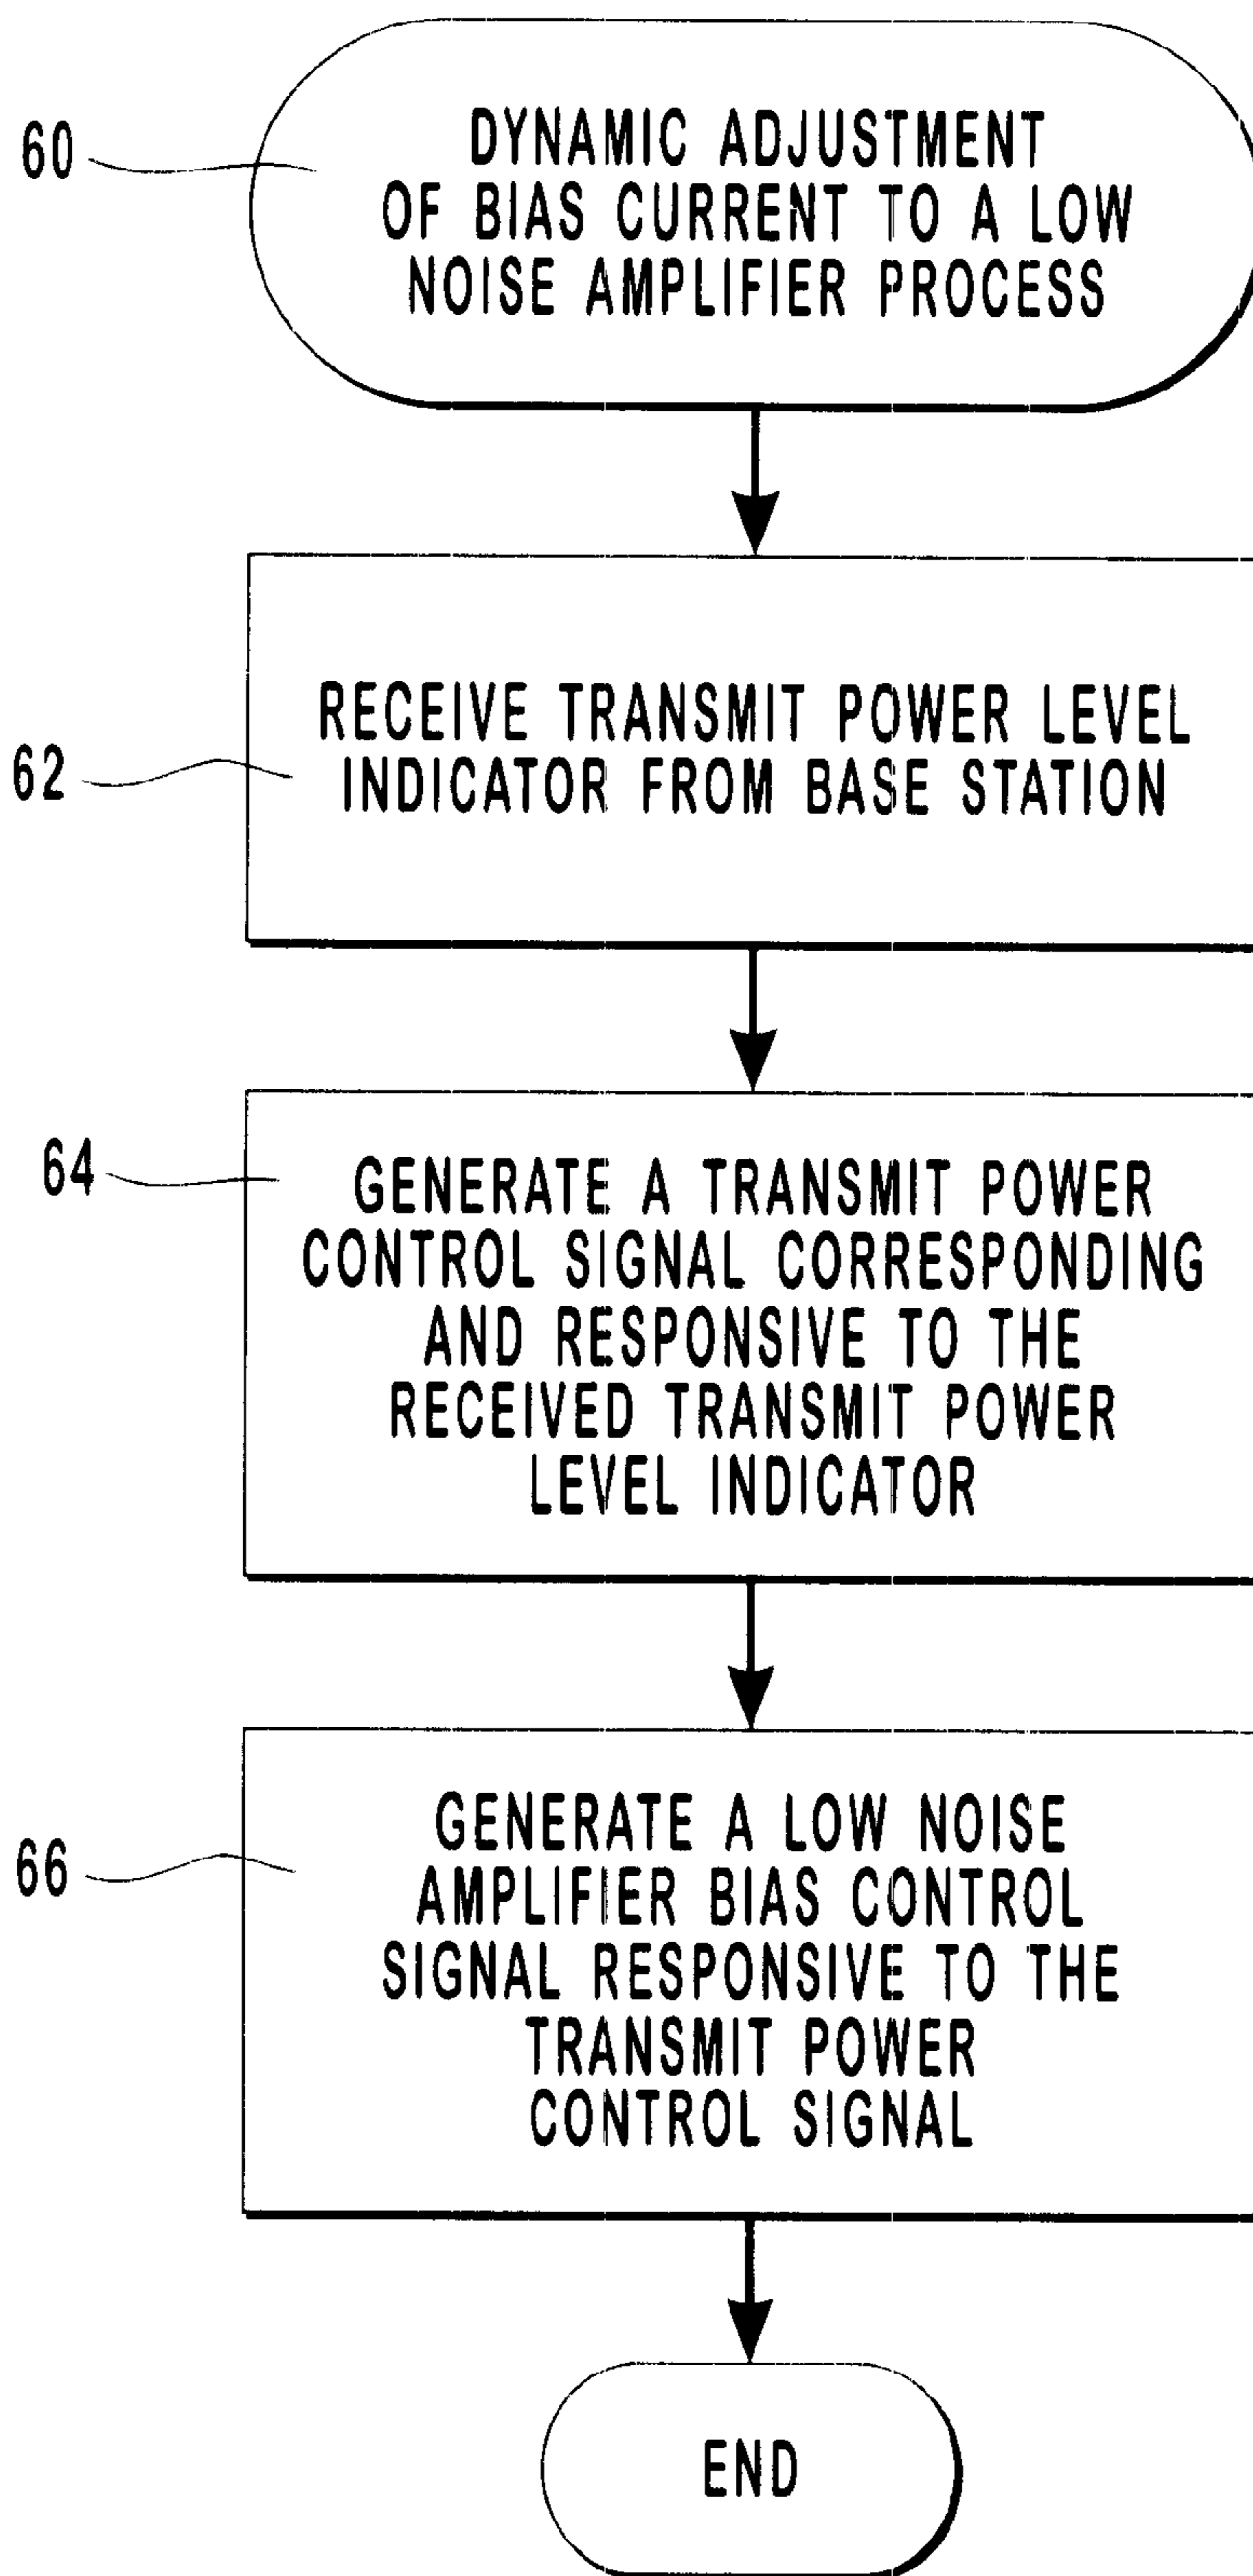 60
DYNAMIC ADJUSTMENT
OF BIAS CURRENT TO A LOW
NOISE AMPLIFIER PROCESS
62
RECEIVE TRANSMIT POWER LEVEL
INDICATOR FROM BASE STATION
64
GENERATE A TRANSMIT POWER
CONTROL SIGNAL CORRESPONDING
AND RESPONSIVE TO THE
RECEIVED TRANSMIT POWER
LEVEL INDICATOR
66
GENERATE A LOW NOISE
AMPLIFIER BIAS CONTROL
SIGNAL RESPONSIVE TO THE
TRANSMIT POWER
CONTROL SIGNAL
END